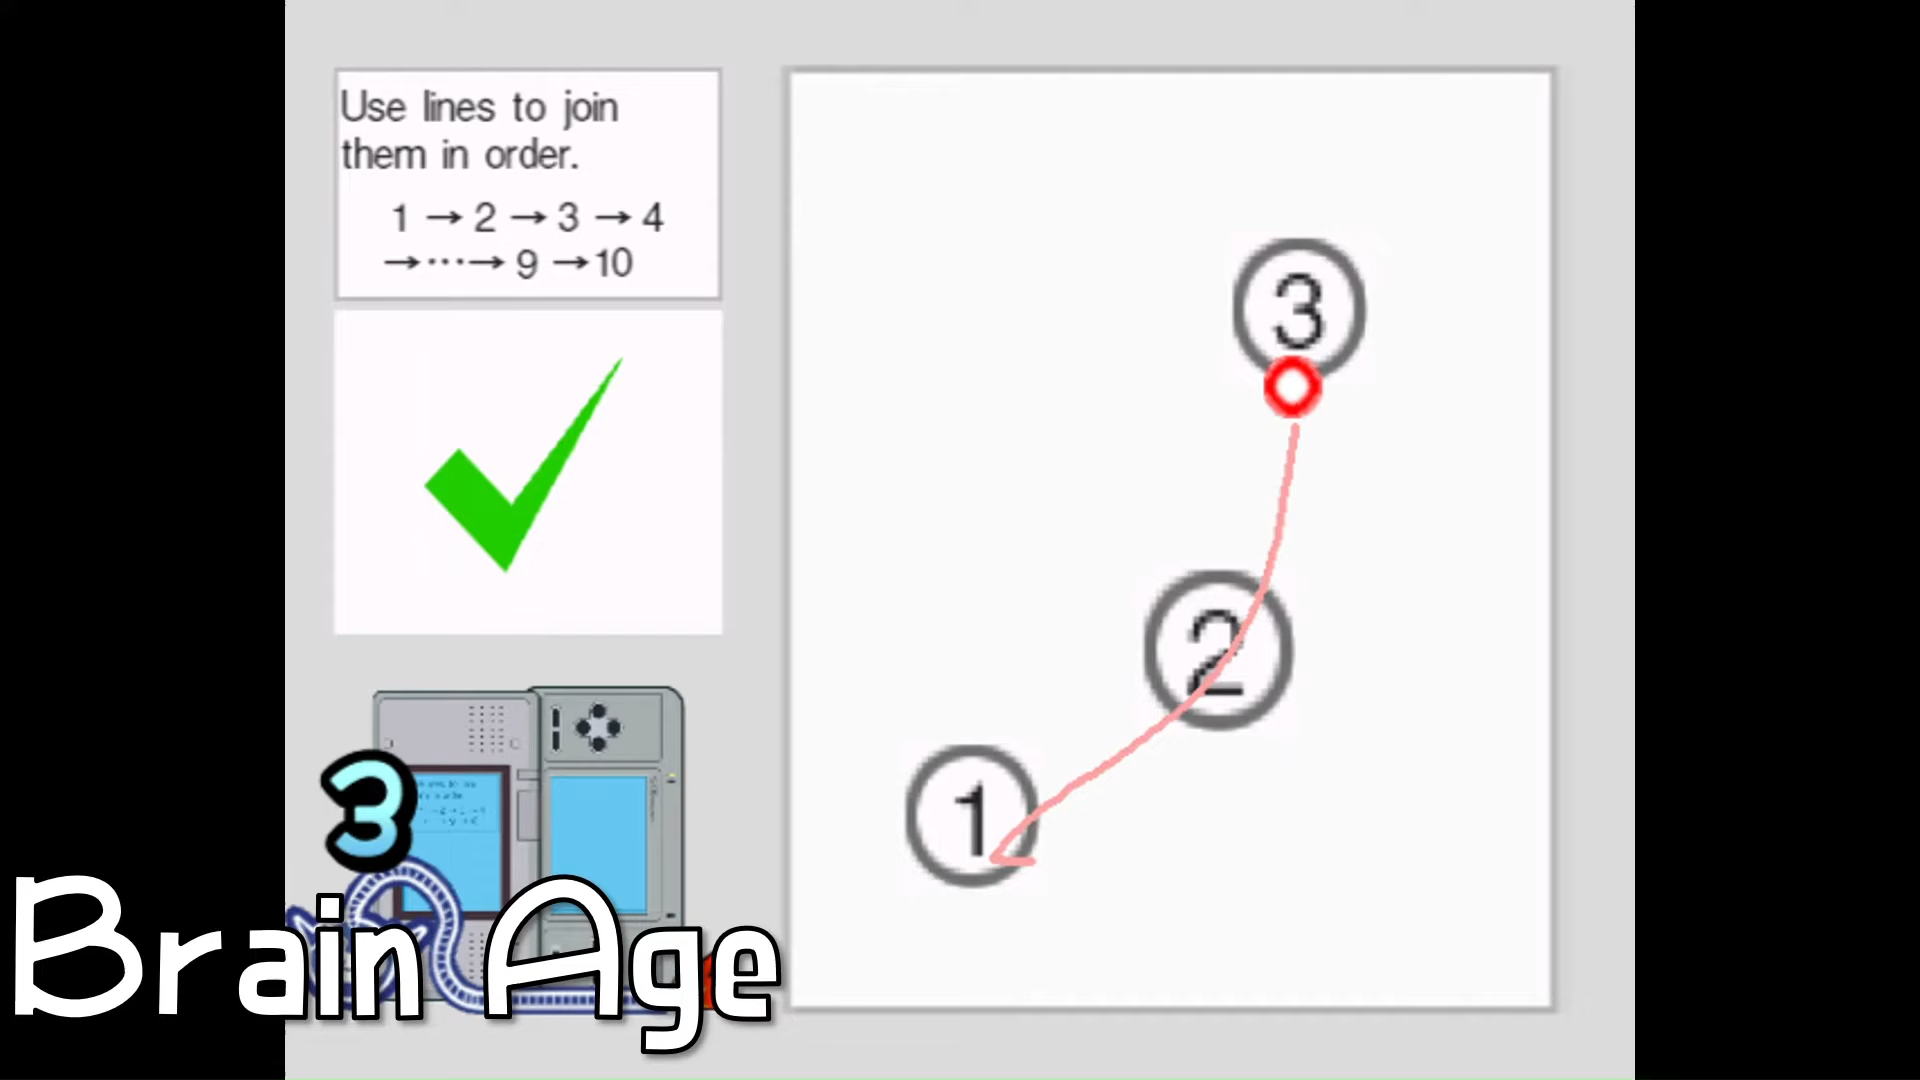 Use lines to join
them in order.
1 → 2 → 3 → 4
→ ··· → 9 → 10
3
2
1
3
Brain Age